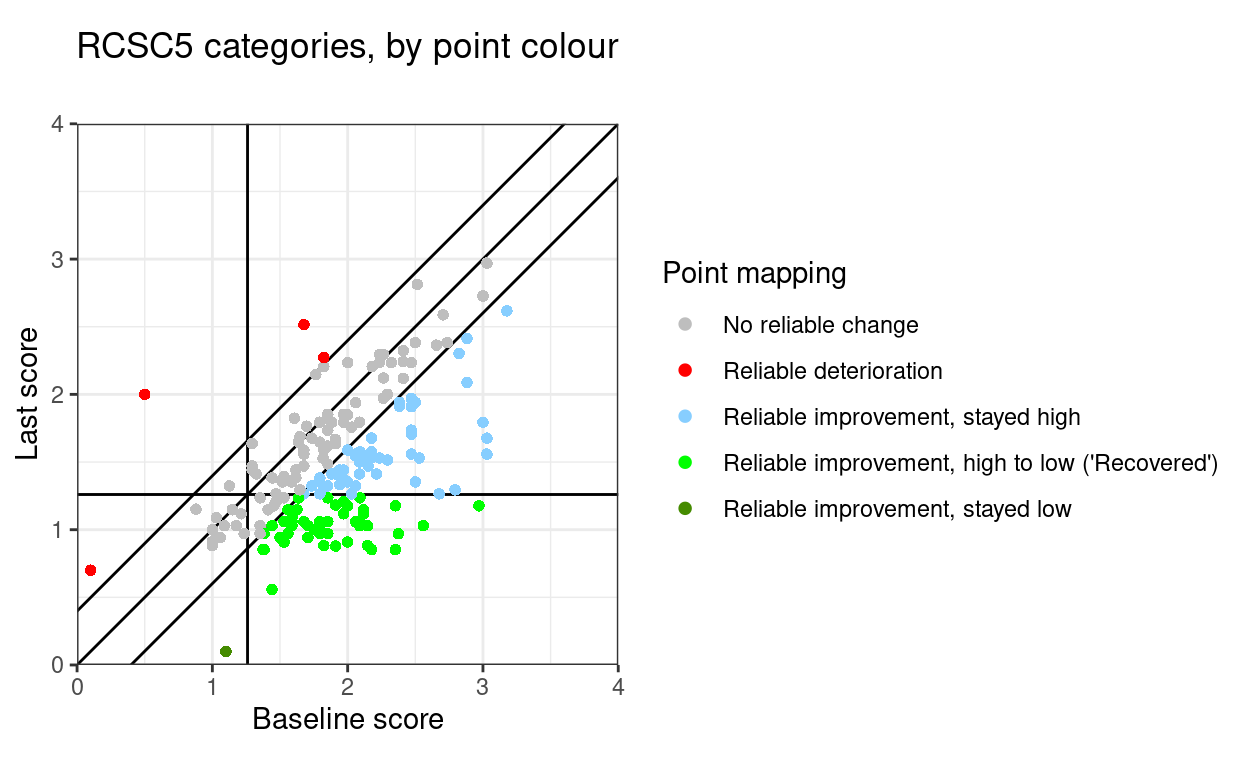 RCSC5 categories, by point colour
4
3
2
1
0
0 1 2 3 4
Last score
Baseline score
Point mapping
No reliable change
Reliable deterioration
Reliable improvement, stayed high
Reliable improvement, high to low ('Recovered')
Reliable improvement, stayed low